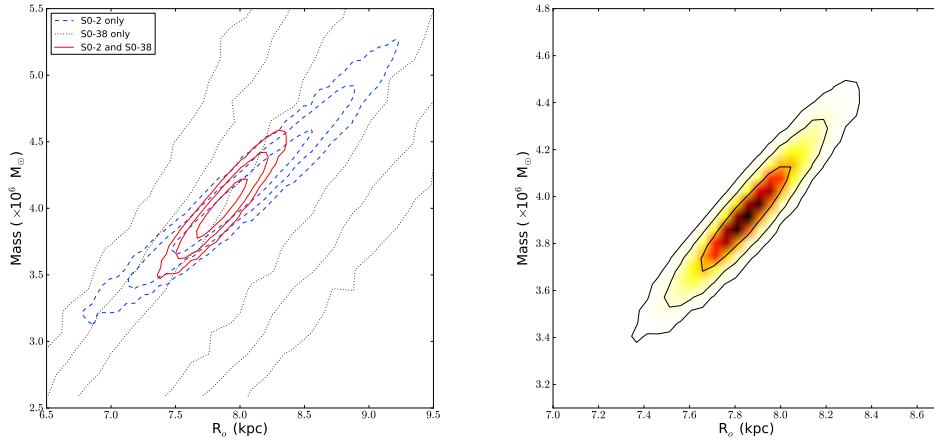 S0-2 only
S0-38 only
S0-2 and S0-38
5.5
5.0
4.5
4.0
3.5
3.0
2.5
Mass ( ×10⁶ M☉)
6.5 7.0 7.5 8.0 8.5 9.0 9.5
Rₒ (kpc)
4.8
4.6
4.4
4.2
4.0
3.8
3.6
3.4
3.2
Mass ( ×10⁶ M☉)
7.0 7.2 7.4 7.6 7.8 8.0 8.2 8.4 8.6
Rₒ (kpc)